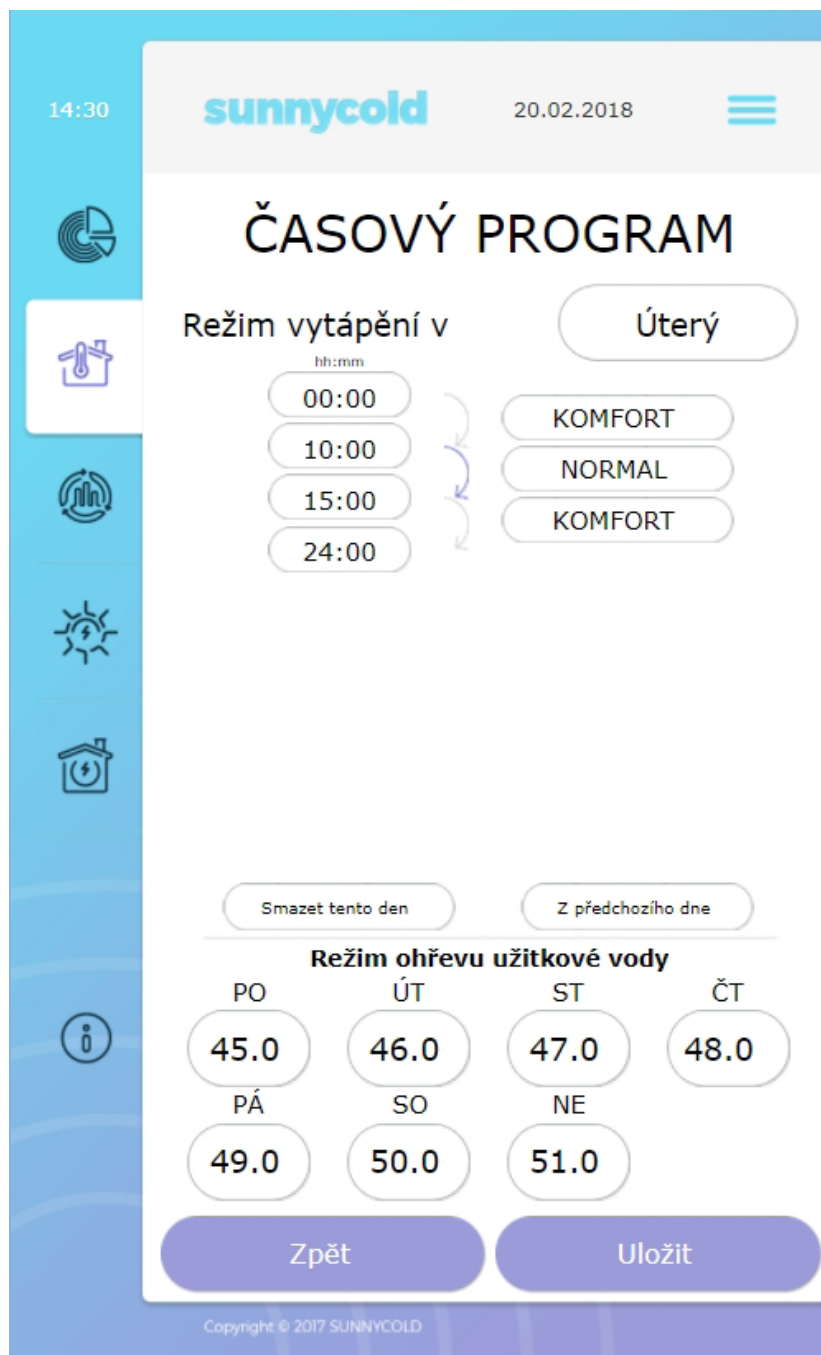 14:30 sunnycold 20.02.2018
ČASOVÝ PROGRAM
Režim vytápění v Úterý
hh:mm
00:00
KOMFORT
10:00
NORMAL
15:00
KOMFORT
24:00
Smazet tento den Z předchozího dne
Režim ohřevu užitkové vody
PO ÚT ST ČT
45.0 46.0 47.0 48.0
PÁ SO NE
49.0 50.0 51.0
Zpět Uložit
Copyright © 2017 SUNNYCOLD